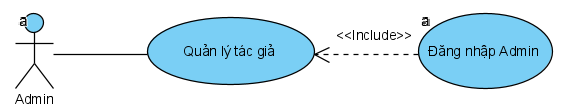 a
a
<<Include>>
Quản lý tác giả
Đăng nhập Admin
Admin